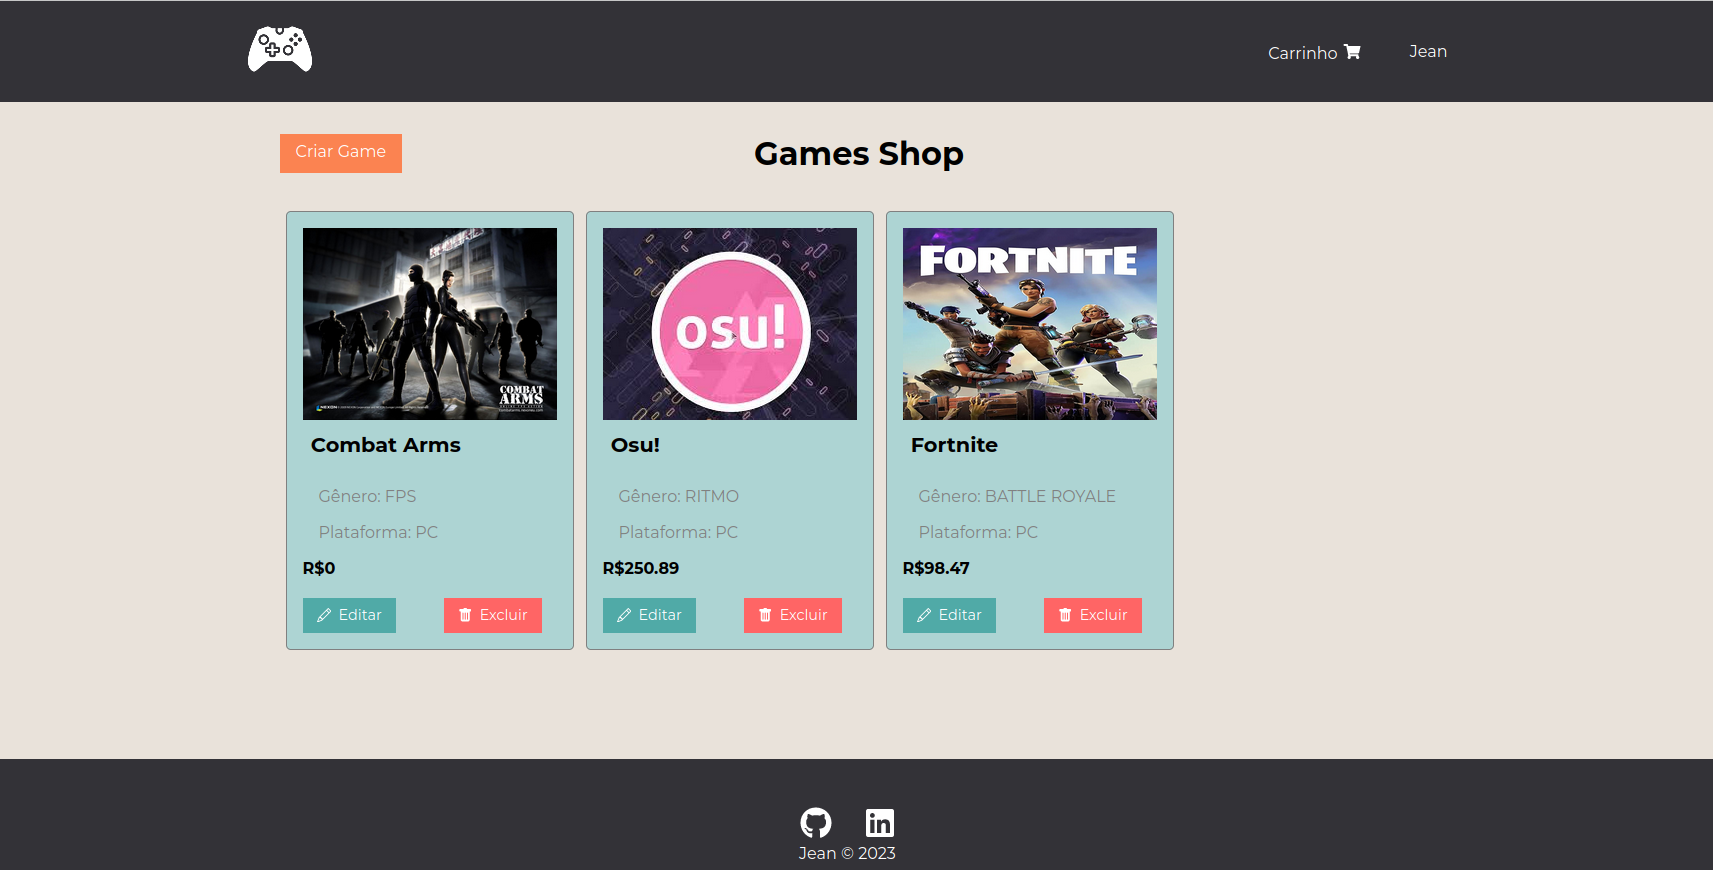 Carrinho
Jean
Criar Game
Games Shop
COMBAT
ARMS
NEXON
osu!
FORTNITE
Combat Arms
Osu!
Fortnite
Gênero: FPS
Gênero: RITMO
Gênero: BATTLE ROYALE
Plataforma: PC
Plataforma: PC
Plataforma: PC
R$0
R$250.89
R$98.47
Editar
Excluir
Editar
Excluir
Editar
Excluir
in
Jean © 2023